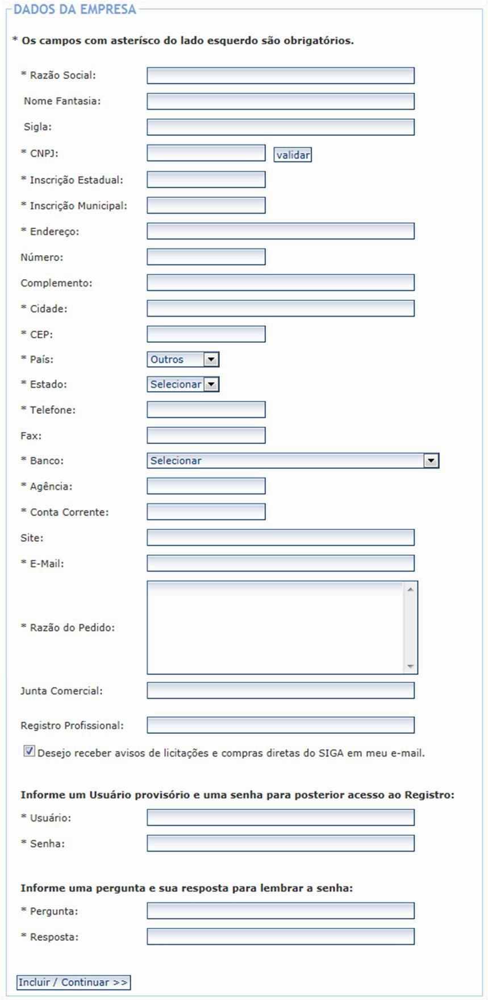 DADOS DA EMPRESA
* Os campos com asterísco do lado esquerdo são obrigatórios.
* Razão Social:
Nome Fantasia:
Sigla:
* CNPJ: validar
* Inscrição Estadual:
* Inscrição Municipal:
* Endereço:
Número:
Complemento:
* Cidade:
* CEP:
* País: Outros
* Estado: Selecionar
* Telefone:
Fax:
* Banco: Selecionar
* Agência:
* Conta Corrente:
Site:
* E-Mail:
* Razão do Pedido:
Junta Comercial:
Registro Profissional:
Desejo receber avisos de licitações e compras diretas do SIGA em meu e-mail.
Informe um Usuário provisório e uma senha para posterior acesso ao Registro:
* Usuário:
* Senha:
Informe uma pergunta e sua resposta para lembrar a senha:
* Pergunta:
* Resposta:
Incluir / Continuar >>